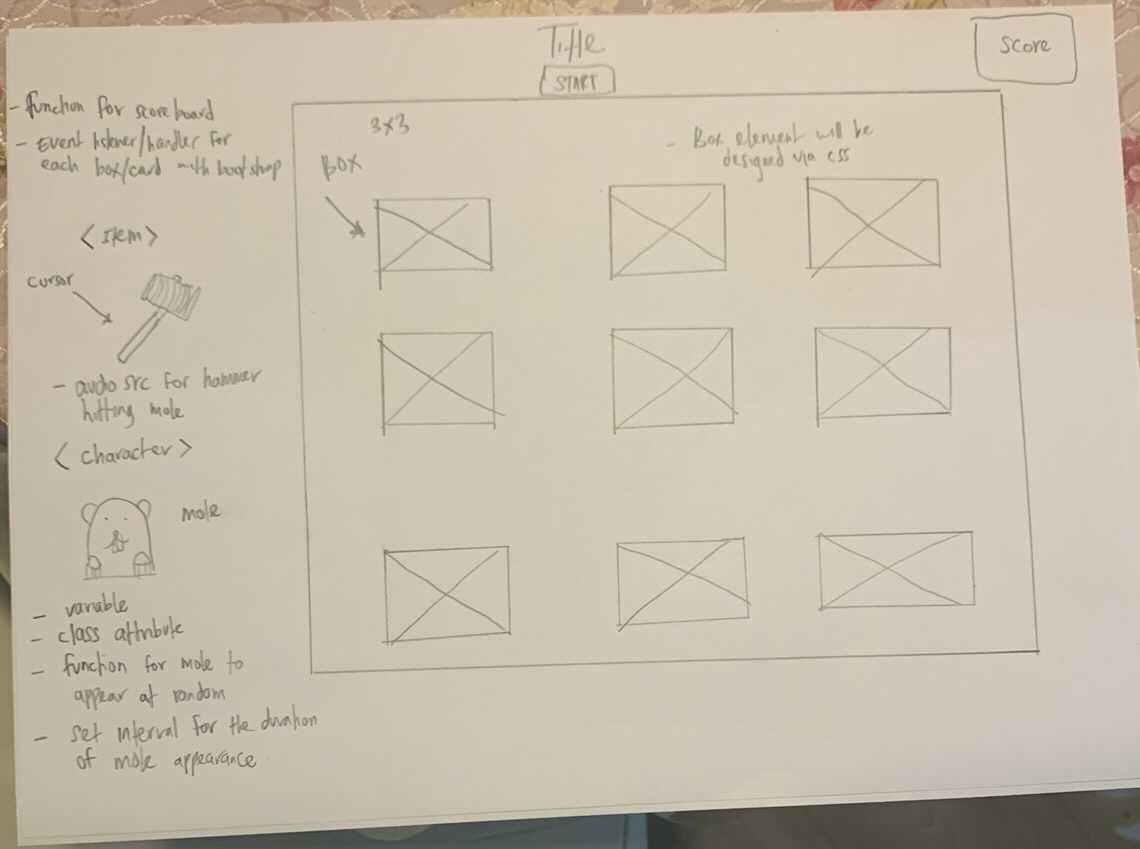 Title
START
Score
- function for scoreboard
- Event listener/handler for
each box/card with bootstrap
<Item>
cursor
- audio src for hammer
hitting mole
<character>
mole
- variable
- class attribute
- function for mole to
appear at random
- set interval for the duration
of mole appearance
3x3
BOX
- Box element will be
designed via css